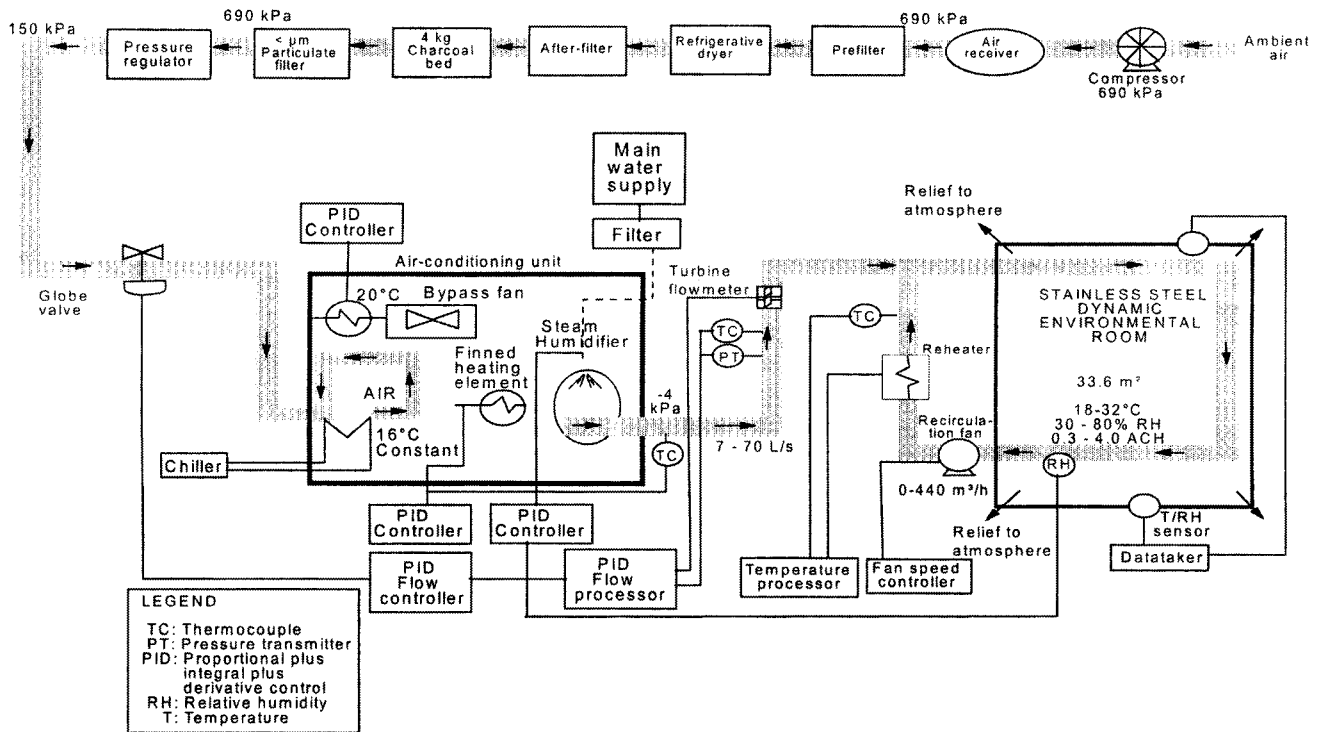 150 kPa
690 kPa
690 kPa
Pressure
regulator
< µm
Particulate
filter
4 kg
Charcoal
bed
After-filter
Refrigerative
dryer
Prefilter
Air
receiver
Compressor
690 kPa
Ambient
air
Main
water
supply
Filter
PID
Controller
Air-conditioning unit
20°C
Bypass fan
Globe
valve
Steam
Humidifier
Finned
heating
element
AIR
16°C
Constant
Chiller
-4
kPa
TC
7 - 70 L/s
Turbine
flowmeter
TC
PT
TC
Reheater
Recircula-
tion fan
0-440 m³/h
RH
Relief to
atmosphere
STAINLESS STEEL
DYNAMIC
ENVIRONMENTAL
ROOM
33.6 m²
18-32°C
30 - 80% RH
0.3 - 4.0 ACH
Relief to
atmosphere
T/RH
sensor
Datataker
PID
Controller
PID
Controller
PID
Flow
controller
PID
Flow
processor
Temperature
processor
Fan speed
controller
LEGEND
TC: Thermocouple
PT: Pressure transmitter
PID: Proportional plus
integral plus
derivative control
RH: Relative humidity
T: Temperature